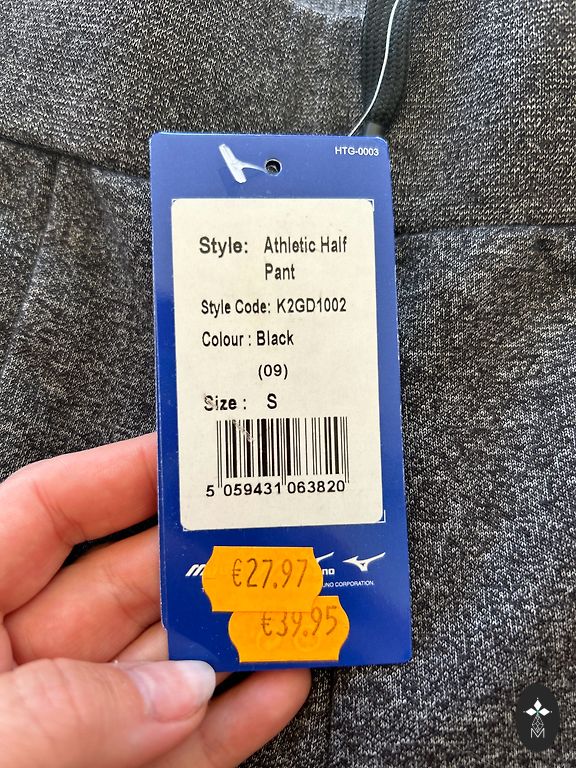 HTG-0003
Style: Athletic Half
Pant
Style Code: K2GD1002
Colour : Black
(09)
Size : S
5 059431 063820
€27.97
€39.95